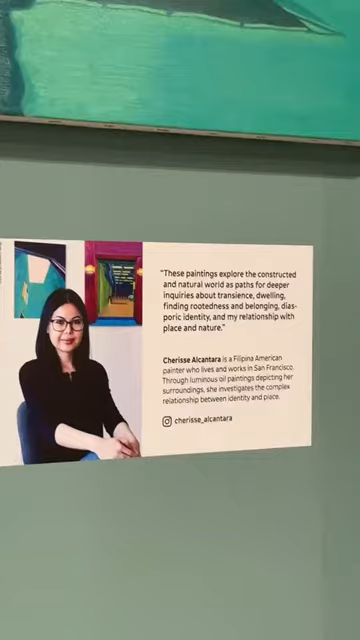 "These paintings explore the constructed
and natural world as paths for deeper
inquiries about transience, dwelling,
finding rootedness and belonging, dias-
poric identity, and my relationship with
place and nature."
Cherisse Alcantara is a Filipina American
painter who lives and works in San Francisco.
Through luminous oil paintings depicting her
surroundings, she investigates the complex
relationship between identity and place.
cherisse_alcantara